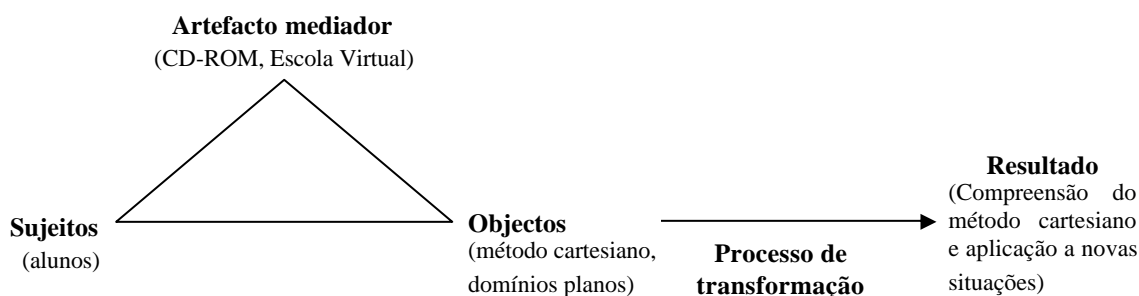 Artefacto mediador
(CD-ROM, Escola Virtual)
Sujeitos
(alunos)
Objectos
(método cartesiano,
domínios planos)
Processo de
transformação
Resultado
(Compreensão do
método cartesiano
e aplicação a novas
situações)